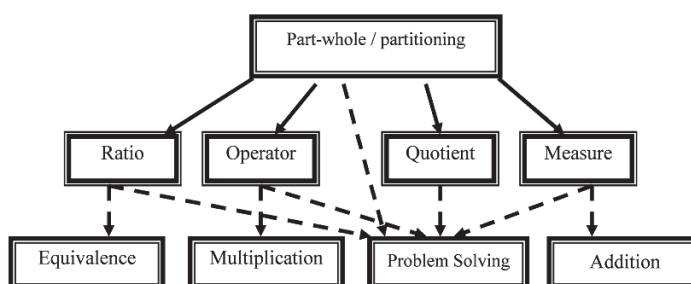 Part-whole / partitioning
Ratio
Operator
Quotient
Measure
Equivalence
Multiplication
Problem Solving
Addition